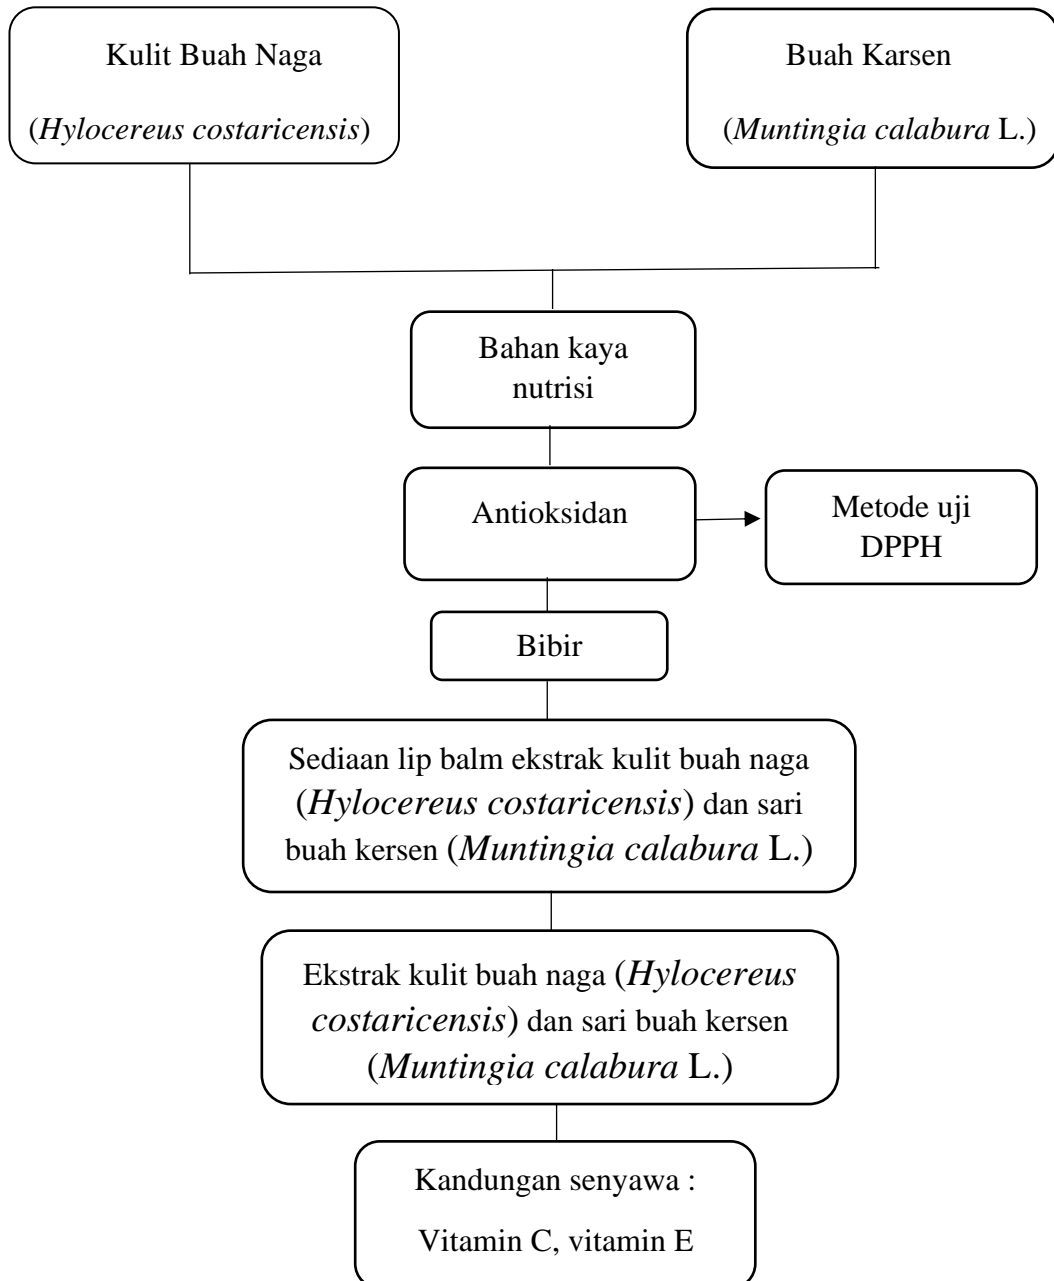 Kulit Buah Naga
(Hylocereus costaricensis)
Buah Karsen
(Muntingia calabura L.)
Bahan kaya
nutrisi
Antioksidan
Metode uji
DPPH
Bibir
Sediaan lip balm ekstrak kulit buah naga
(Hylocereus costaricensis) dan sari
buah kersen (Muntingia calabura L.)
Ekstrak kulit buah naga (Hylocereus
costaricensis) dan sari buah kersen
(Muntingia calabura L.)
Kandungan senyawa :
Vitamin C, vitamin E